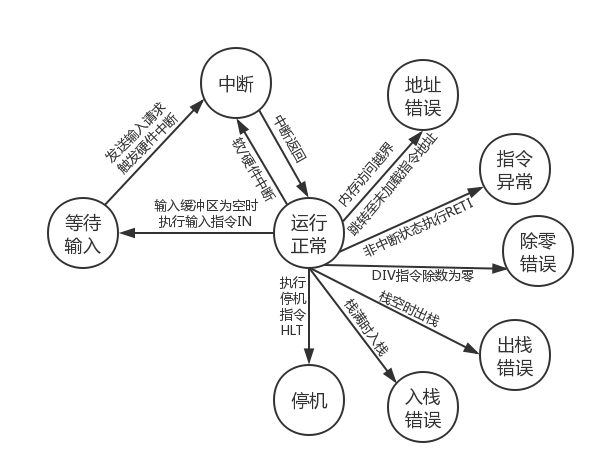 中断
地址
错误
发送输入请求
触发硬件中断
中断返回
软/硬件中断
内存访问越界
跳转至未加载指令地址
指令
异常
等待
输入
输入缓冲区为空时
执行输入指令IN
运行
正常
非中断状态执行RETI
除零
错误
DIV指令除数为零
执行
停机
指令
HLT
栈满时入栈
栈空时出栈
出栈
错误
停机
入栈
错误